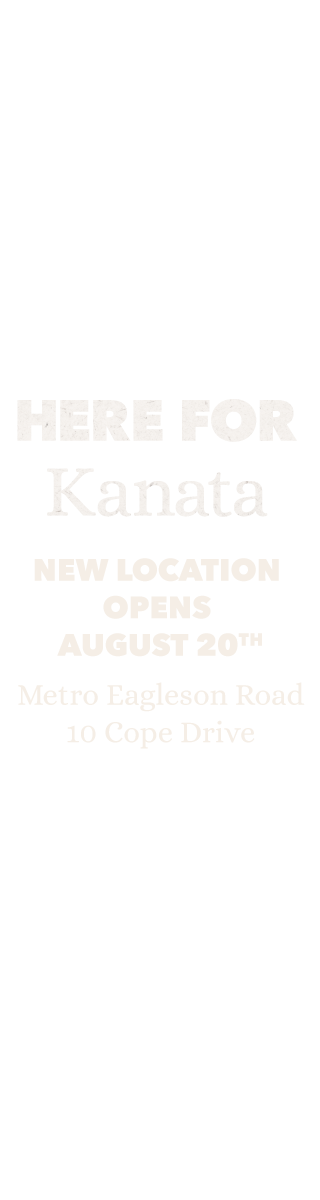 HERE FOR
Kanata
NEW LOCATION
OPENS
AUGUST 20TH
Metro Eagleson Road
10 Cope Drive